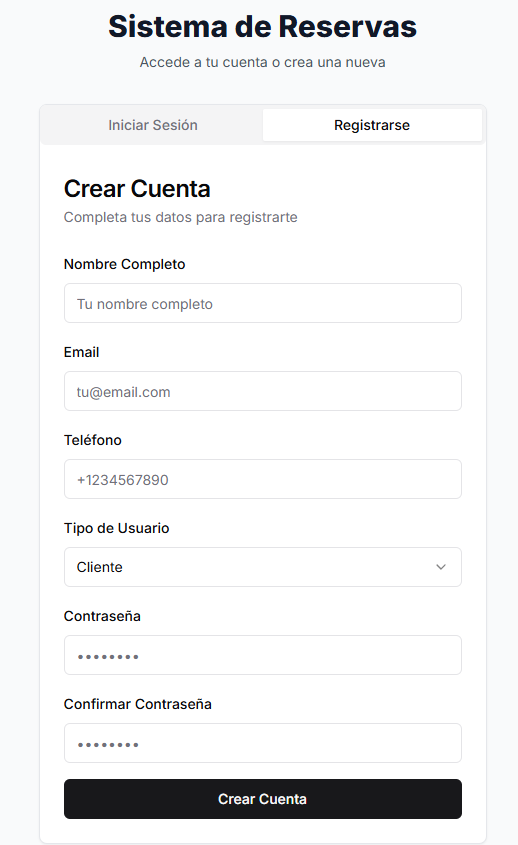 Sistema de Reservas
Accede a tu cuenta o crea una nueva
Iniciar Sesión
Registrarse
Crear Cuenta
Completa tus datos para registrarte
Nombre Completo
Tu nombre completo
Email
tu@email.com
Teléfono
+1234567890
Tipo de Usuario
Cliente
Contraseña
••••••••
Confirmar Contraseña
••••••••
Crear Cuenta